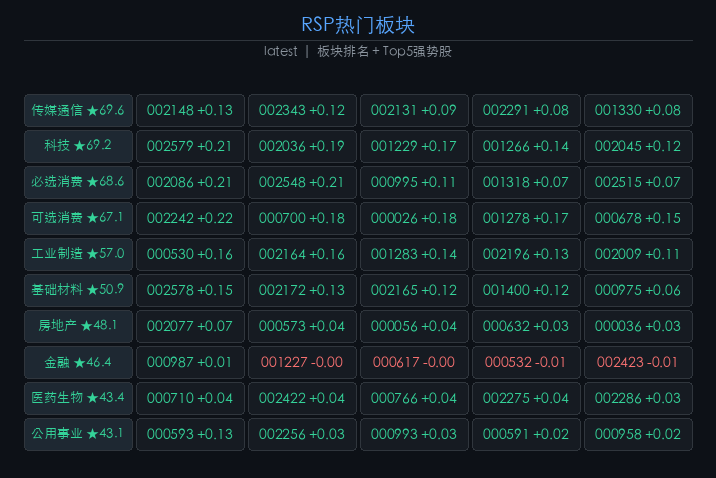 RSP热门板块
latest | 板块排名+Top5强势股
传媒通信 ★69.6 002148 +0.13 002343 +0.12 002131 +0.09 002291 +0.08 001330 +0.08
科技 ★69.2 002579 +0.21 002036 +0.19 001229 +0.17 001266 +0.14 002045 +0.12
必选消费 ★68.6 002086 +0.21 002548 +0.21 000995 +0.11 001318 +0.07 002515 +0.07
可选消费 ★67.1 002242 +0.22 000700 +0.18 000026 +0.18 001278 +0.17 000678 +0.15
工业制造 ★57.0 000530 +0.16 002164 +0.16 001283 +0.14 002196 +0.13 002009 +0.11
基础材料 ★50.9 002578 +0.15 002172 +0.13 002165 +0.12 001400 +0.12 000975 +0.06
房地产 ★48.1 002077 +0.07 000573 +0.04 000056 +0.04 000632 +0.03 000036 +0.03
金融 ★46.4 000987 +0.01 001227 -0.00 000617 -0.00 000532 -0.01 002423 -0.01
医药生物 ★43.4 000710 +0.04 002422 +0.04 000766 +0.04 002275 +0.04 002286 +0.03
公用事业 ★43.1 000593 +0.13 002256 +0.03 000993 +0.03 000591 +0.02 000958 +0.02